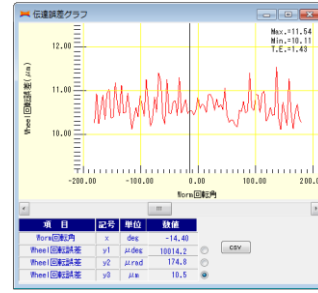 伝達誤差グラフ
Max.=11.54
Min.=10.11
T.E.=1.43
12.00
11.00
10.00
Wheel回転誤差(μm)
-200.00 -100.00 0.00 100.00 200.0
Worm回転角
項 目 記号 単位 数値
Worm回転角 x deg -14.40
Wheel回転誤差 y1 μdeg 10014.2
Wheel回転誤差 y2 μrad 174.8
Wheel回転誤差 y3 μm 10.5
CSV